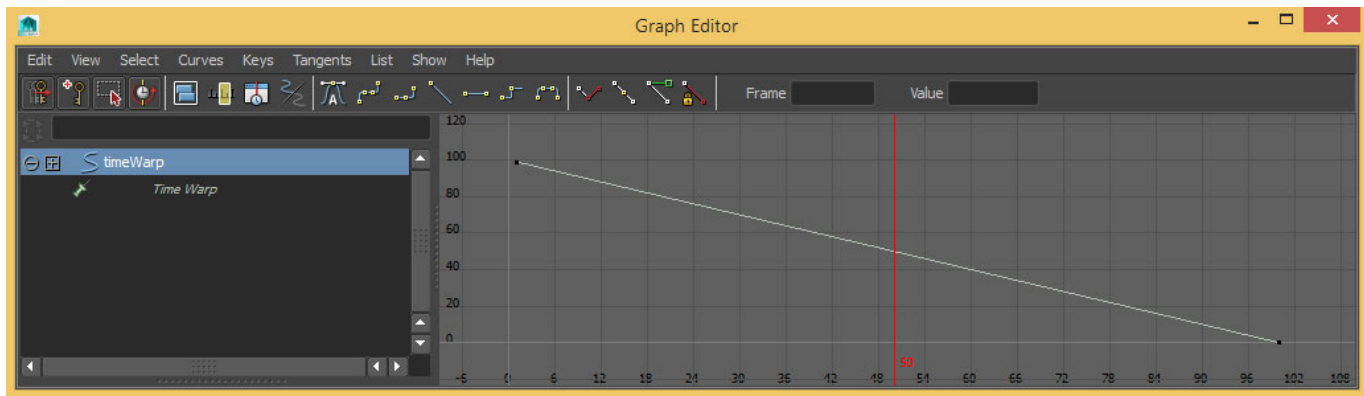 Graph Editor
Edit View Select Curves Keys Tangents List Show Help
Frame Value
timeWarp
Time Warp
120
100
80
60
40
20
0
50
-6 0 6 12 18 24 30 36 42 48 54 60 66 72 78 84 90 96 102 108